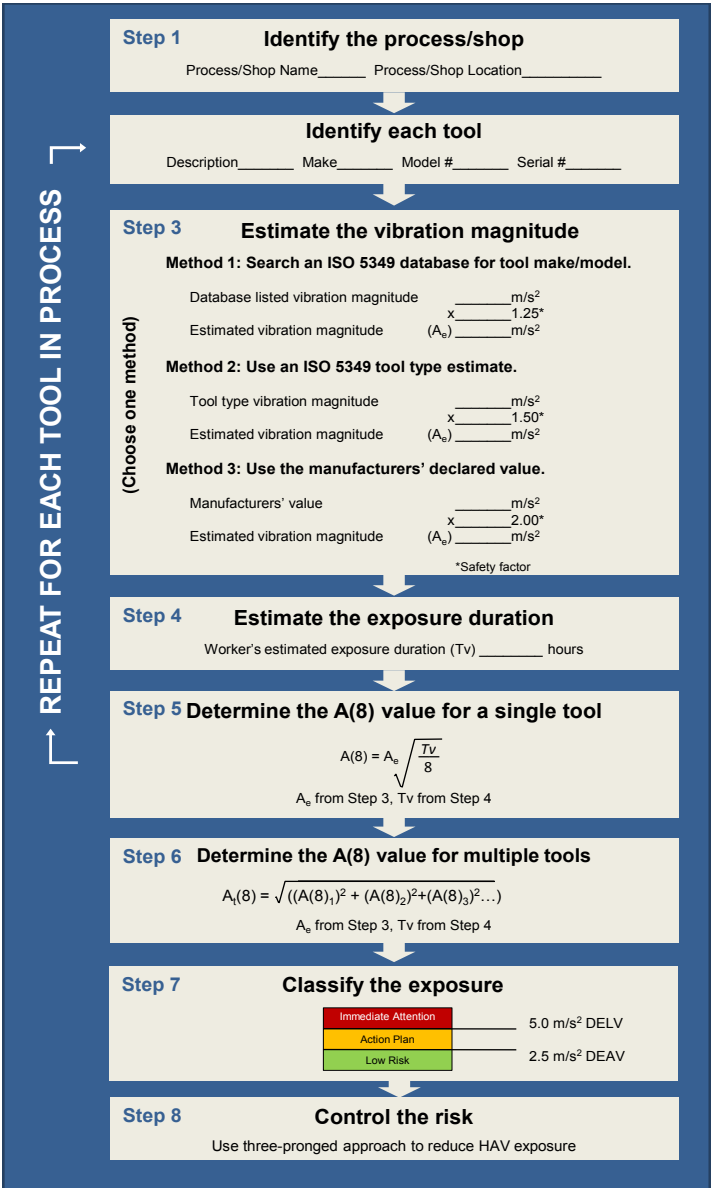 Step 1 Identify the process/shop
Process/Shop Name______ Process/Shop Location__________
Identify each tool
Description_______ Make_______ Model #_______ Serial #_______
REPEAT FOR EACH TOOL IN PROCESS
Step 3 Estimate the vibration magnitude
(Choose one method)
Method 1: Search an ISO 5349 database for tool make/model.
Database listed vibration magnitude _______m/s²
x_______1.25*
Estimated vibration magnitude (Aₑ) _______m/s²
Method 2: Use an ISO 5349 tool type estimate.
Tool type vibration magnitude _______m/s²
x_______1.50*
Estimated vibration magnitude (Aₑ) _______m/s²
Method 3: Use the manufacturers’ declared value.
Manufacturers’ value _______m/s²
x_______2.00*
Estimated vibration magnitude (Aₑ) _______m/s²
*Safety factor
Step 4 Estimate the exposure duration
Worker’s estimated exposure duration (Tv) ________ hours
Step 5 Determine the A(8) value for a single tool
A(8) = Aₑ √(Tv/8)
Aₑ from Step 3, Tv from Step 4
Step 6 Determine the A(8) value for multiple tools
Aₜ(8) = √((A(8)₁)² + (A(8)₂)²+(A(8)₃)²…)
Aₑ from Step 3, Tv from Step 4
Step 7 Classify the exposure
Immediate Attention
5.0 m/s² DELV
Action Plan
2.5 m/s² DEAV
Low Risk
Step 8 Control the risk
Use three-pronged approach to reduce HAV exposure